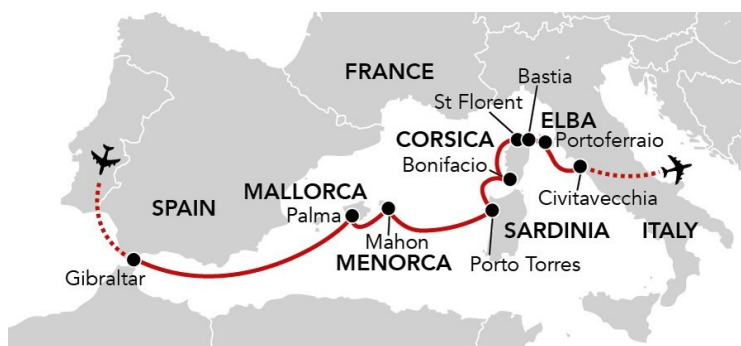 FRANCE
Bastia
St Florent
ELBA
CORSICA
Portoferraio
Bonifacio
MALLORCA
Civitavecchia
SPAIN
Palma
SARDINIA
ITALY
Mahon
MENORCA
Porto Torres
Gibraltar